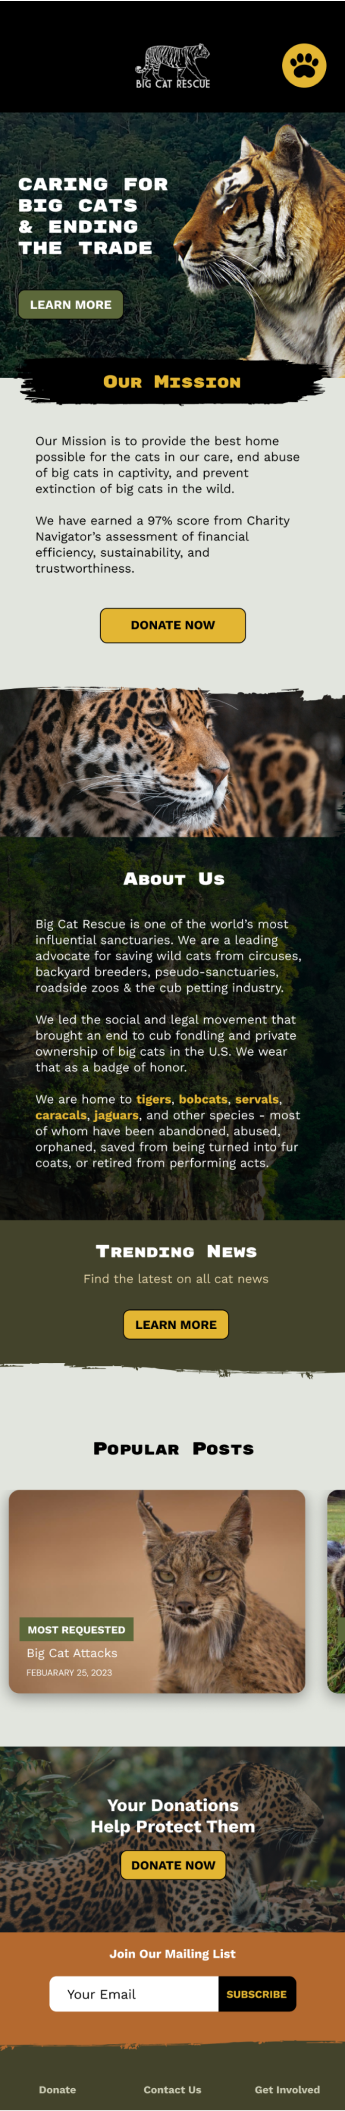 BIG CAT RESCUE
CARING FOR
BIG CATS
& ENDING
THE TRADE
LEARN MORE
OUR MISSION
Our Mission is to provide the best home
possible for the cats in our care, end abuse
of big cats in captivity, and prevent
extinction of big cats in the wild.
We have earned a 97% score from Charity
Navigator's assessment of financial
efficiency, sustainability, and
trustworthiness.
DONATE NOW
ABOUT US
Big Cat Rescue is one of the world's most
influential sanctuaries. We are a leading
advocate for saving wild cats from circuses,
backyard breeders, pseudo-sanctuaries,
roadside zoos & the cub petting industry.
We led the social and legal movement that
brought an end to cub fondling and private
ownership of big cats in the U.S. We wear
that as a badge of honor.
We are home to tigers, bobcats, servals,
caracals, jaguars, and other species - most
of whom have been abandoned, abused,
orphaned, saved from being turned into fur
coats, or retired from performing acts.
TRENDING NEWS
Find the latest on all cat news
LEARN MORE
POPULAR POSTS
MOST REQUESTED
Big Cat Attacks
FEBUARARY 25, 2023
Your Donations
Help Protect Them
DONATE NOW
Join Our Mailing List
Your Email
SUBSCRIBE
Donate
Contact Us
Get Involved